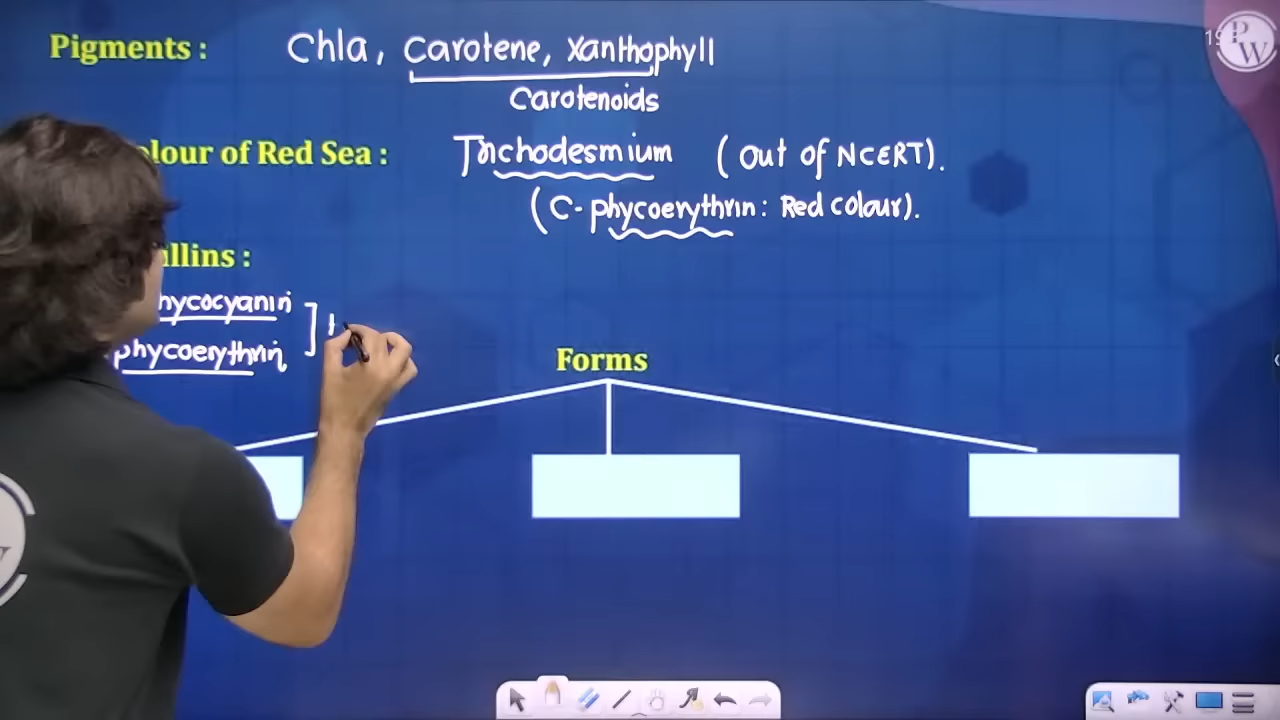 Pigments : Chla, Carotene, Xanthophyll
Carotenoids
olour of Red Sea : Trichodesmium (Out of NCERT).
(C-phycoerythrin: Red colour).
llins :
hycocyanin
phycoerythrin
Forms
PW